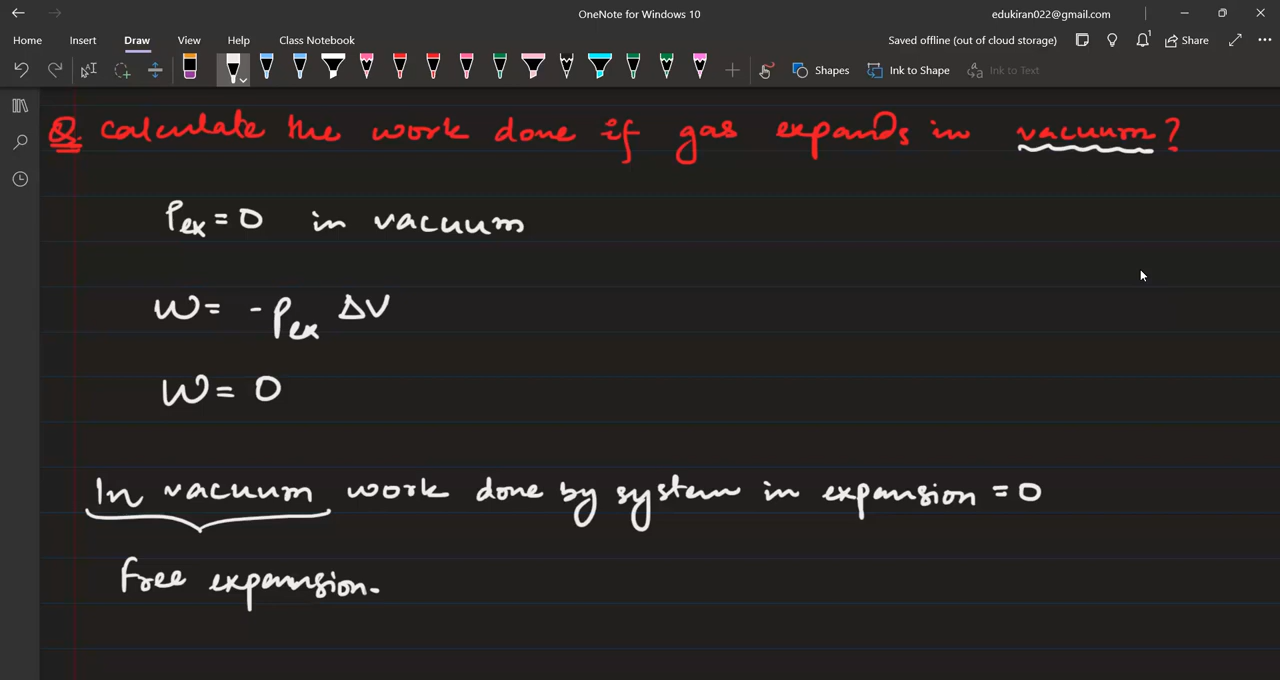 OneNote for Windows 10
edukiran022@gmail.com
Home Insert Draw View Help Class Notebook
Saved offline (out of cloud storage)
1
Share
Shapes
Ink to Shape
Ink to Text
Q. Calculate the work done if gas expands in vacuum?
Pex = 0 in vacuum
W = - Pex ΔV
W = 0
In vacuum work done by system in expansion = 0
Free expansion.